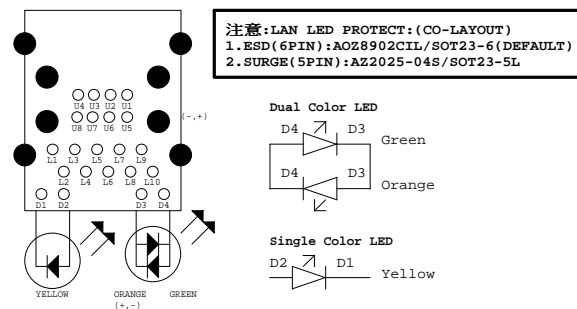 注意:LAN LED PROTECT:(CO-LAYOUT)
1.ESD(6PIN):AOZ8902CIL/SOT23-6(DEFAULT)
2.SURGE(5PIN):AZ2025-04S/SOT23-5L
U4 U3 U2 U1
U8 U7 U6 U5
(-,+)
L1 L3 L5 L7 L9
L2 L4 L6 L8 L10
D1 D2 D3 D4
YELLOW
ORANGE GREEN
(+,-)
Dual Color LED
D4 D3
Green
D4 D3
Orange
Single Color LED
D2 D1
Yellow